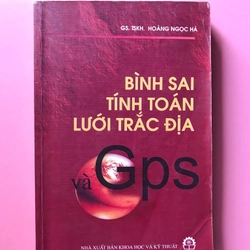 GS. TSKH. HOÀNG NGỌC HÀ
BÌNH SAI
TÍNH TOÁN
LƯỚI TRẮC ĐỊA
và Gps
NHÀ XUẤT BẢN KHOA HỌC VÀ KỸ THUẬT